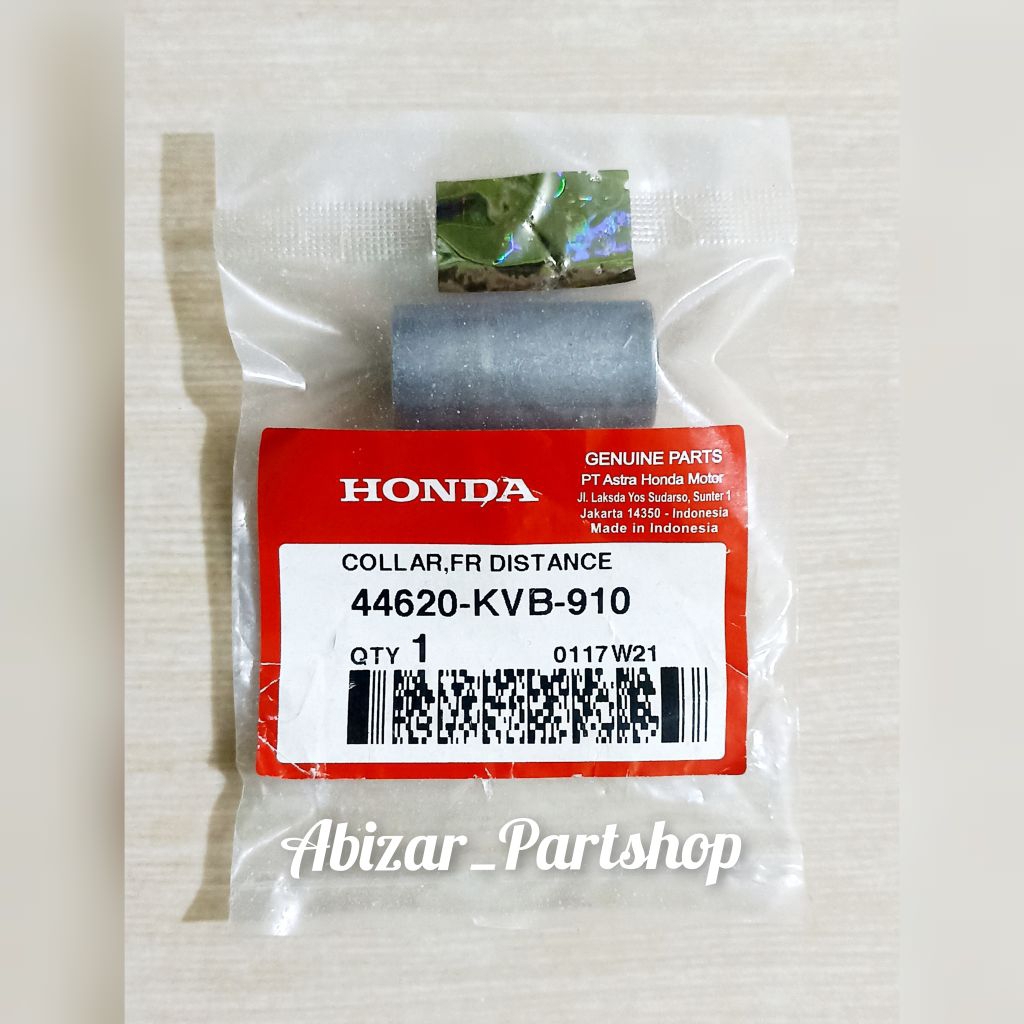 HONDA
GENUINE PARTS
PT Astra Honda Motor
Jl. Laksda Yos Sudarso, Sunter 1
Jakarta 14350 - Indonesia
Made in Indonesia
COLLAR,FR DISTANCE
44620-KVB-910
QTY 1 0117W21
Abizar_Partshop